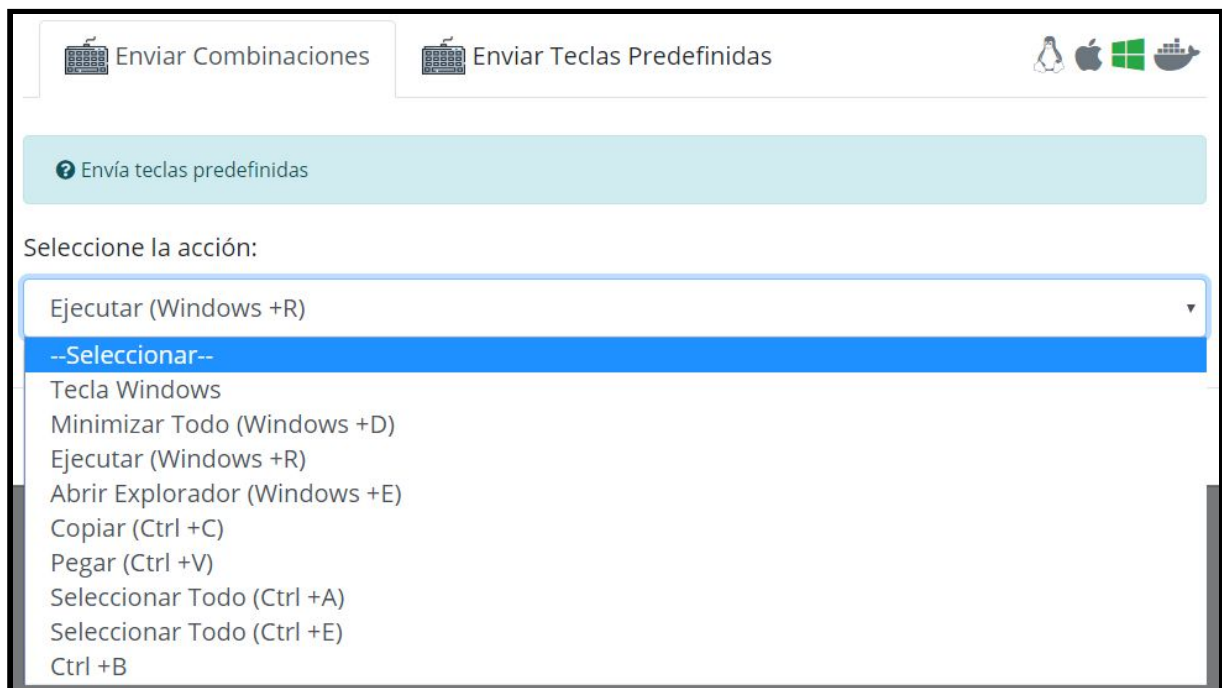 Enviar Combinaciones Enviar Teclas Predefinidas
Envía teclas predefinidas
Seleccione la acción:
Ejecutar (Windows +R)
--Seleccionar--
Tecla Windows
Minimizar Todo (Windows +D)
Ejecutar (Windows +R)
Abrir Explorador (Windows +E)
Copiar (Ctrl +C)
Pegar (Ctrl +V)
Seleccionar Todo (Ctrl +A)
Seleccionar Todo (Ctrl +E)
Ctrl +B